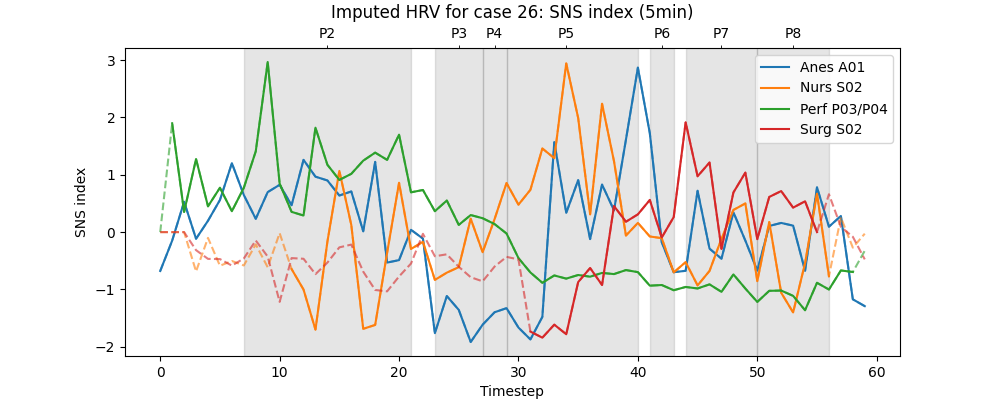 Imputed HRV for case 26: SNS index (5min)
P2 P3 P4 P5 P6 P7 P8
Anes A01
Nurs S02
Perf P03/P04
Surg S02
SNS index
3
2
1
0
−1
−2
0 10 20 30 40 50 60
Timestep